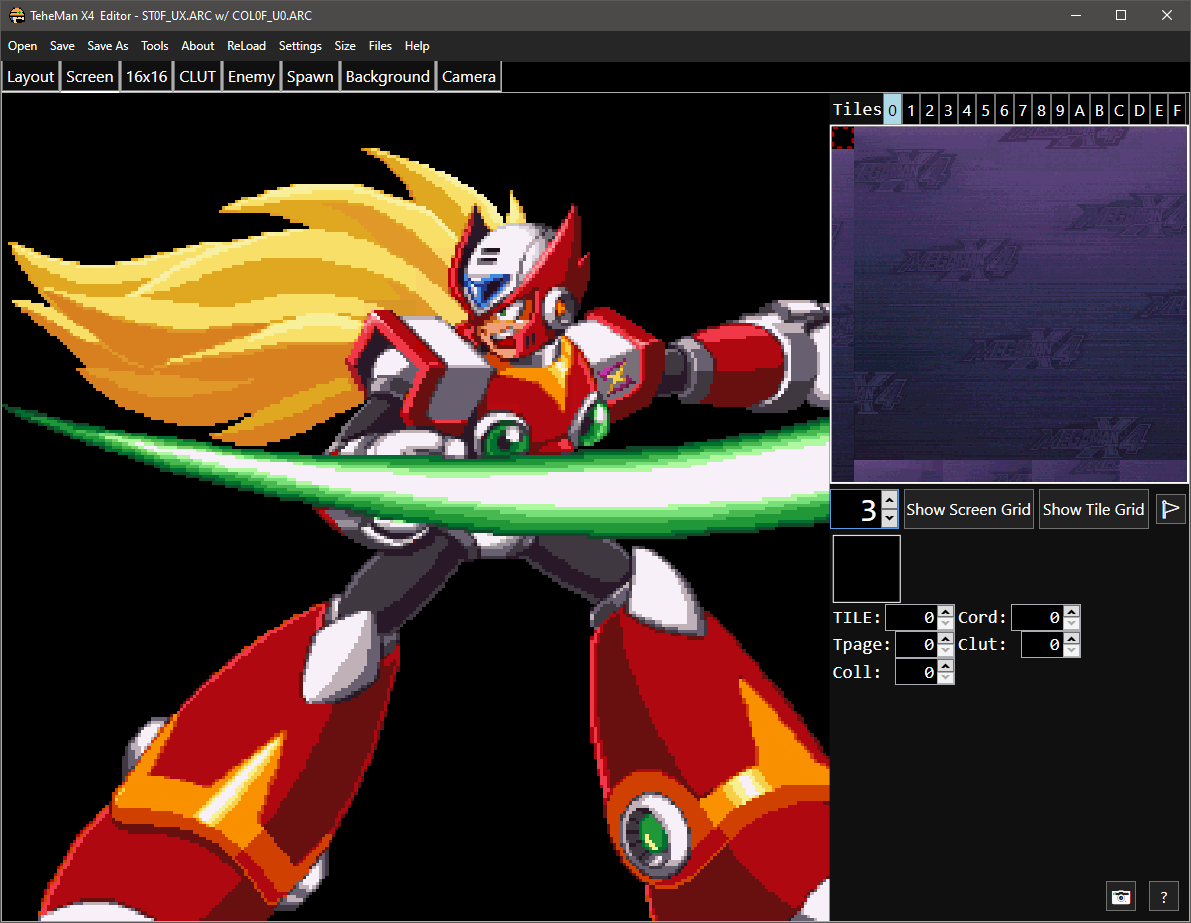 TeheMan X4 Editor - ST0F_UX.ARC w/ COL0F_U0.ARC
Open Save Save As Tools About ReLoad Settings Size Files Help
Layout Screen 16x16 CLUT Enemy Spawn Background Camera
Tiles 0 1 2 3 4 5 6 7 8 9 A B C D E F
3 Show Screen Grid Show Tile Grid
TILE: 0 Cord: 0
Tpage: 0 Clut: 0
Coll: 0
?